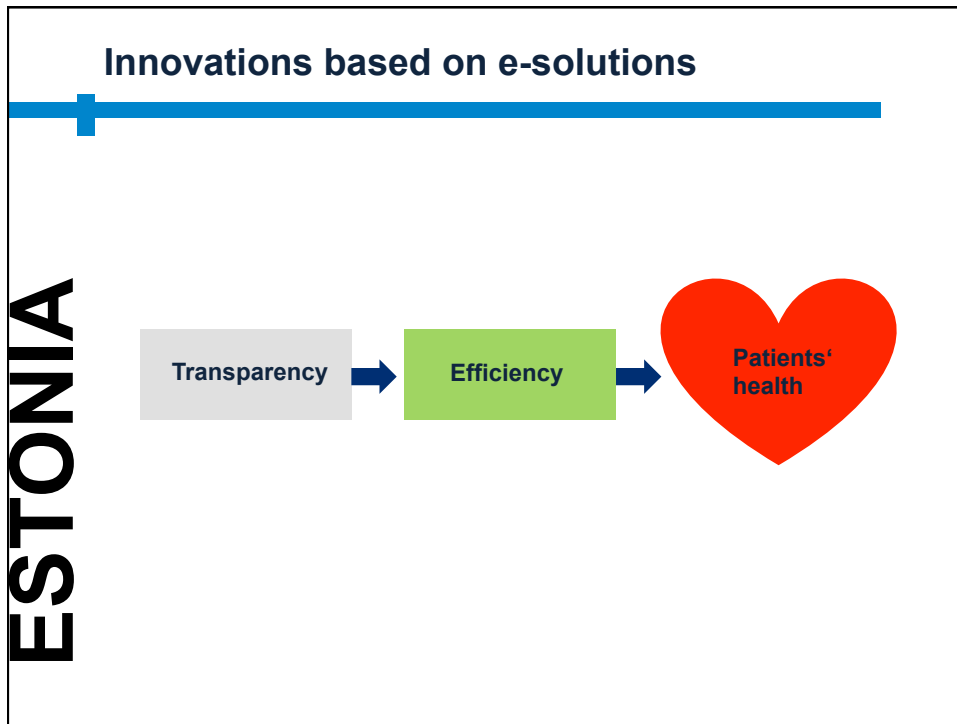 Innovations based on e-solutions
ESTONIA
Transparency
Efficiency
Patients‘
health